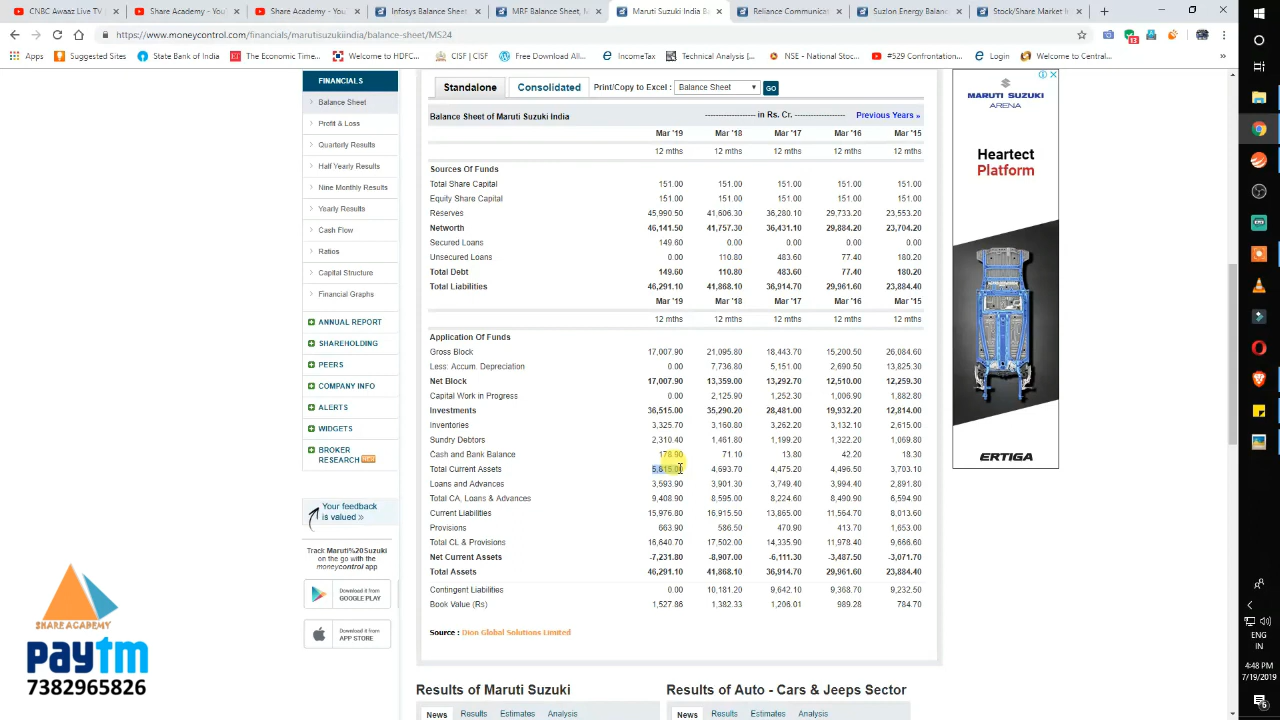 CNBC Awaaz Live TV
Share Academy - YouTub
Share Academy - YouTub
Infosys Balance Sheet
MRF Balance Sheet,
Maruti Suzuki India Ba
Reliance Communicat
Suzlon Energy Balanc
Stock/Share Market
https://www.moneycontrol.com/financials/marutisuzukiindia/balance-sheet/MS24
Apps
Suggested Sites
State Bank of India
The Economic Time...
Welcome to HDFC...
CISF | CISF
(Free Download All...
IncomeTax
Technical Analysis |...
NSE - National Stoc...
#529 Confrontation...
Login
Welcome to Central...
FINANCIALS
Balance Sheet
Profit & Loss
Quarterly Results
Half Yearly Results
Nine Monthly Results
Yearly Results
Cash Flow
Ratios
Capital Structure
Financial Graphs
ANNUAL REPORT
SHAREHOLDING
PEERS
COMPANY INFO
ALERTS
WIDGETS
BROKER
RESEARCH
Your feedback
is valued »
Track Maruti%20Suzuki
on the go with the
moneycontrol app
Download it from
GOOGLE PLAY
Download it from
APP STORE
Standalone Consolidated Print/Copy to Excel : Balance Sheet GO
Balance Sheet of Maruti Suzuki India ------------------- in Rs. Cr. ------------------- Previous Years »
Mar '19 Mar '18 Mar '17 Mar '16 Mar '15
12 mths 12 mths 12 mths 12 mths 12 mths
Sources Of Funds
Total Share Capital 151.00 151.00 151.00 151.00 151.00
Equity Share Capital 151.00 151.00 151.00 151.00 151.00
Reserves 45,990.50 41,606.30 36,280.10 29,733.20 23,553.20
Networth 46,141.50 41,757.30 36,431.10 29,884.20 23,704.20
Secured Loans 149.60 0.00 0.00 0.00 0.00
Unsecured Loans 0.00 110.80 483.60 77.40 180.20
Total Debt 149.60 110.80 483.60 77.40 180.20
Total Liabilities 46,291.10 41,868.10 36,914.70 29,961.60 23,884.40
Mar '19 Mar '18 Mar '17 Mar '16 Mar '15
12 mths 12 mths 12 mths 12 mths 12 mths
Application Of Funds
Gross Block 17,007.90 21,095.80 18,443.70 15,200.50 26,084.60
Less: Accum. Depreciation 0.00 7,736.80 5,151.00 2,690.50 13,825.30
Net Block 17,007.90 13,359.00 13,292.70 12,510.00 12,259.30
Capital Work in Progress 0.00 2,125.90 1,252.30 1,006.90 1,882.80
Investments 36,515.00 35,290.20 28,481.00 19,932.20 12,814.00
Inventories 3,325.70 3,160.80 3,262.20 3,132.10 2,615.00
Sundry Debtors 2,310.40 1,461.80 1,199.20 1,322.20 1,069.80
Cash and Bank Balance 178.90 71.10 13.80 42.20 18.30
Total Current Assets 5,815.00 4,693.70 4,475.20 4,496.50 3,703.10
Loans and Advances 3,593.90 3,901.30 3,749.40 3,994.40 2,891.80
Total CA, Loans & Advances 9,408.90 8,595.00 8,224.60 8,490.90 6,594.90
Current Liabilities 15,976.80 16,915.50 13,865.00 11,564.70 8,013.60
Provisions 663.90 586.50 470.90 413.70 1,653.00
Total CL & Provisions 16,640.70 17,502.00 14,335.90 11,978.40 9,666.60
Net Current Assets -7,231.80 -8,907.00 -6,111.30 -3,487.50 -3,071.70
Total Assets 46,291.10 41,868.10 36,914.70 29,961.60 23,884.40
Contingent Liabilities 0.00 10,181.20 9,642.10 9,368.70 9,232.50
Book Value (Rs) 1,527.86 1,382.33 1,206.01 989.28 784.70
Source : Dion Global Solutions Limited
Results of Maruti Suzuki
News Results Estimates Analysis
Results of Auto - Cars & Jeeps Sector
News Results Estimates Analysis
MARUTI SUZUKI
ARENA
Heartect
Platform
ERTIGA
SHARE ACADEMY
paytm
7382965826
ENG
IN
4:48 PM
7/19/2019